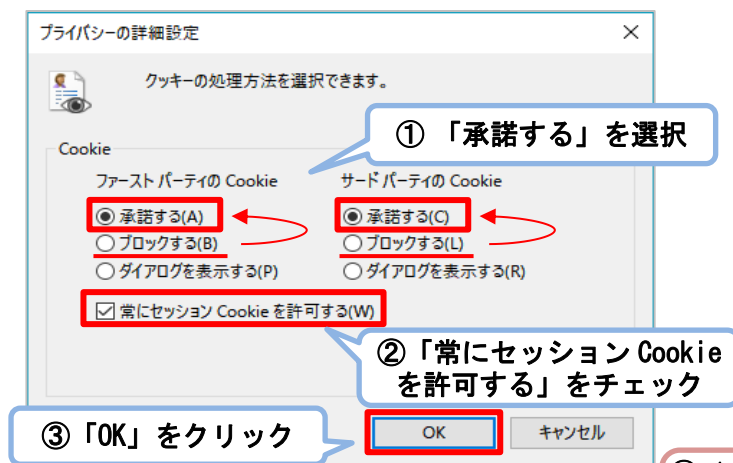 プライバシーの詳細設定
クッキーの処理方法を選択できます。
① 「承諾する」を選択
Cookie
ファースト パーティの Cookie
サード パーティの Cookie
承諾する(A)
承諾する(C)
ブロックする(B)
ブロックする(L)
ダイアログを表示する(P)
ダイアログを表示する(R)
常にセッション Cookie を許可する(W)
②「常にセッション Cookie
を許可する」をチェック
③「OK」をクリック
OK
キャンセル